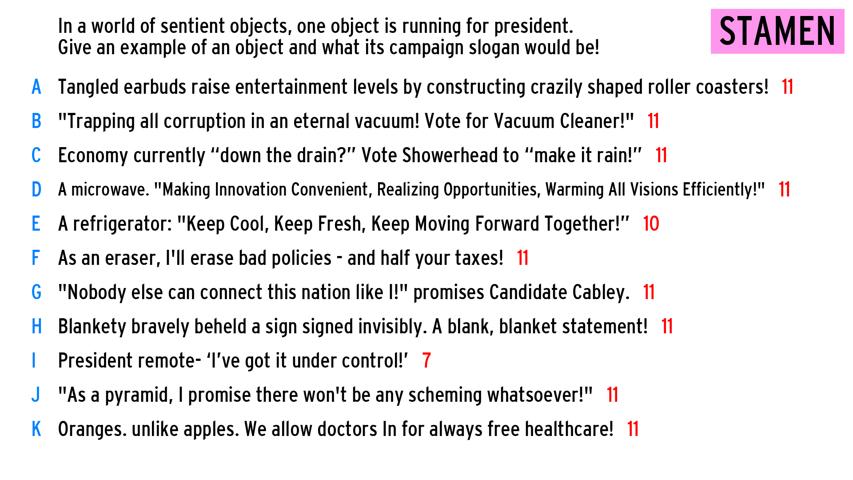 In a world of sentient objects, one object is running for president.
Give an example of an object and what its campaign slogan would be!
STAMEN
A Tangled earbuds raise entertainment levels by constructing crazily shaped roller coasters! 11
B "Trapping all corruption in an eternal vacuum! Vote for Vacuum Cleaner!" 11
C Economy currently “down the drain?” Vote Showerhead to “make it rain!” 11
D A microwave. "Making Innovation Convenient, Realizing Opportunities, Warming All Visions Efficiently!" 11
E A refrigerator: "Keep Cool, Keep Fresh, Keep Moving Forward Together!” 10
F As an eraser, I'll erase bad policies - and half your taxes! 11
G "Nobody else can connect this nation like I!" promises Candidate Cabley. 11
H Blankety bravely beheld a sign signed invisibly. A blank, blanket statement! 11
I President remote- ‘I’ve got it under control!’ 7
J "As a pyramid, I promise there won't be any scheming whatsoever!" 11
K Oranges. unlike apples. We allow doctors In for always free healthcare! 11